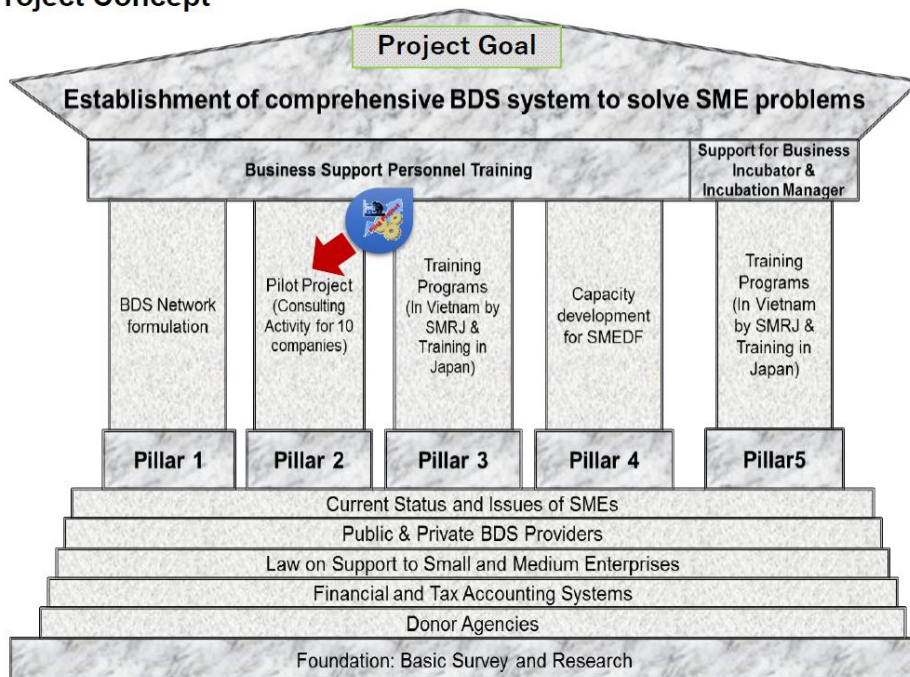 Project Concept
Project Goal
Establishment of comprehensive BDS system to solve SME problems
Business Support Personnel Training
Support for Business
Incubator &
Incubation Manager
BDS Network
formulation
Pilot Project
(Consulting
Activity for 10
companies)
Training
Programs
(In Vietnam by
SMRJ &
Training in
Japan)
Capacity
development
for SMEDF
Training
Programs
(In Vietnam
by SMRJ &
Training in
Japan)
Pillar 1
Pillar 2
Pillar 3
Pillar 4
Pillar5
Current Status and Issues of SMEs
Public & Private BDS Providers
Law on Support to Small and Medium Enterprises
Financial and Tax Accounting Systems
Donor Agencies
Foundation: Basic Survey and Research